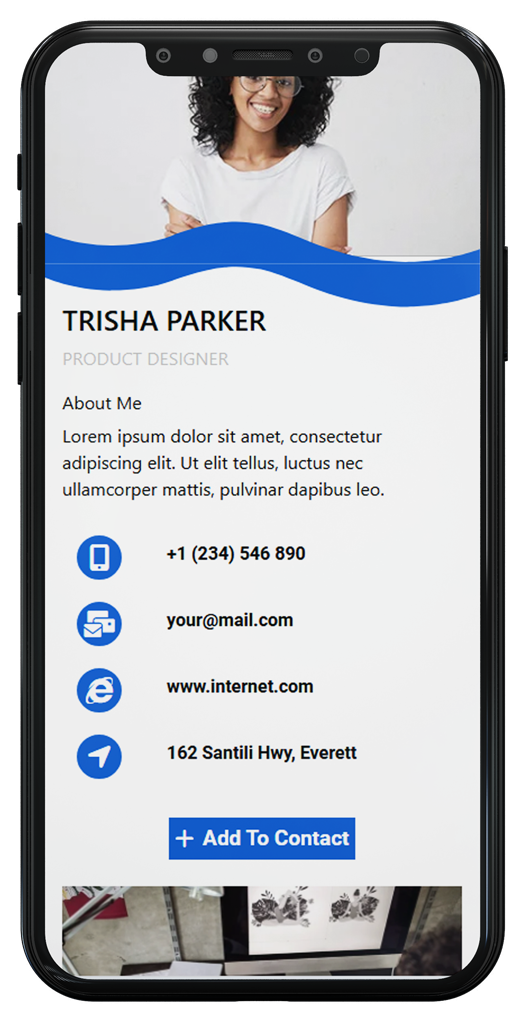 TRISHA PARKER
PRODUCT DESIGNER
About Me
Lorem ipsum dolor sit amet, consectetur
adipiscing elit. Ut elit tellus, luctus nec
ullamcorper mattis, pulvinar dapibus leo.
+1 (234) 546 890
your@mail.com
www.internet.com
162 Santili Hwy, Everett
+ Add To Contact